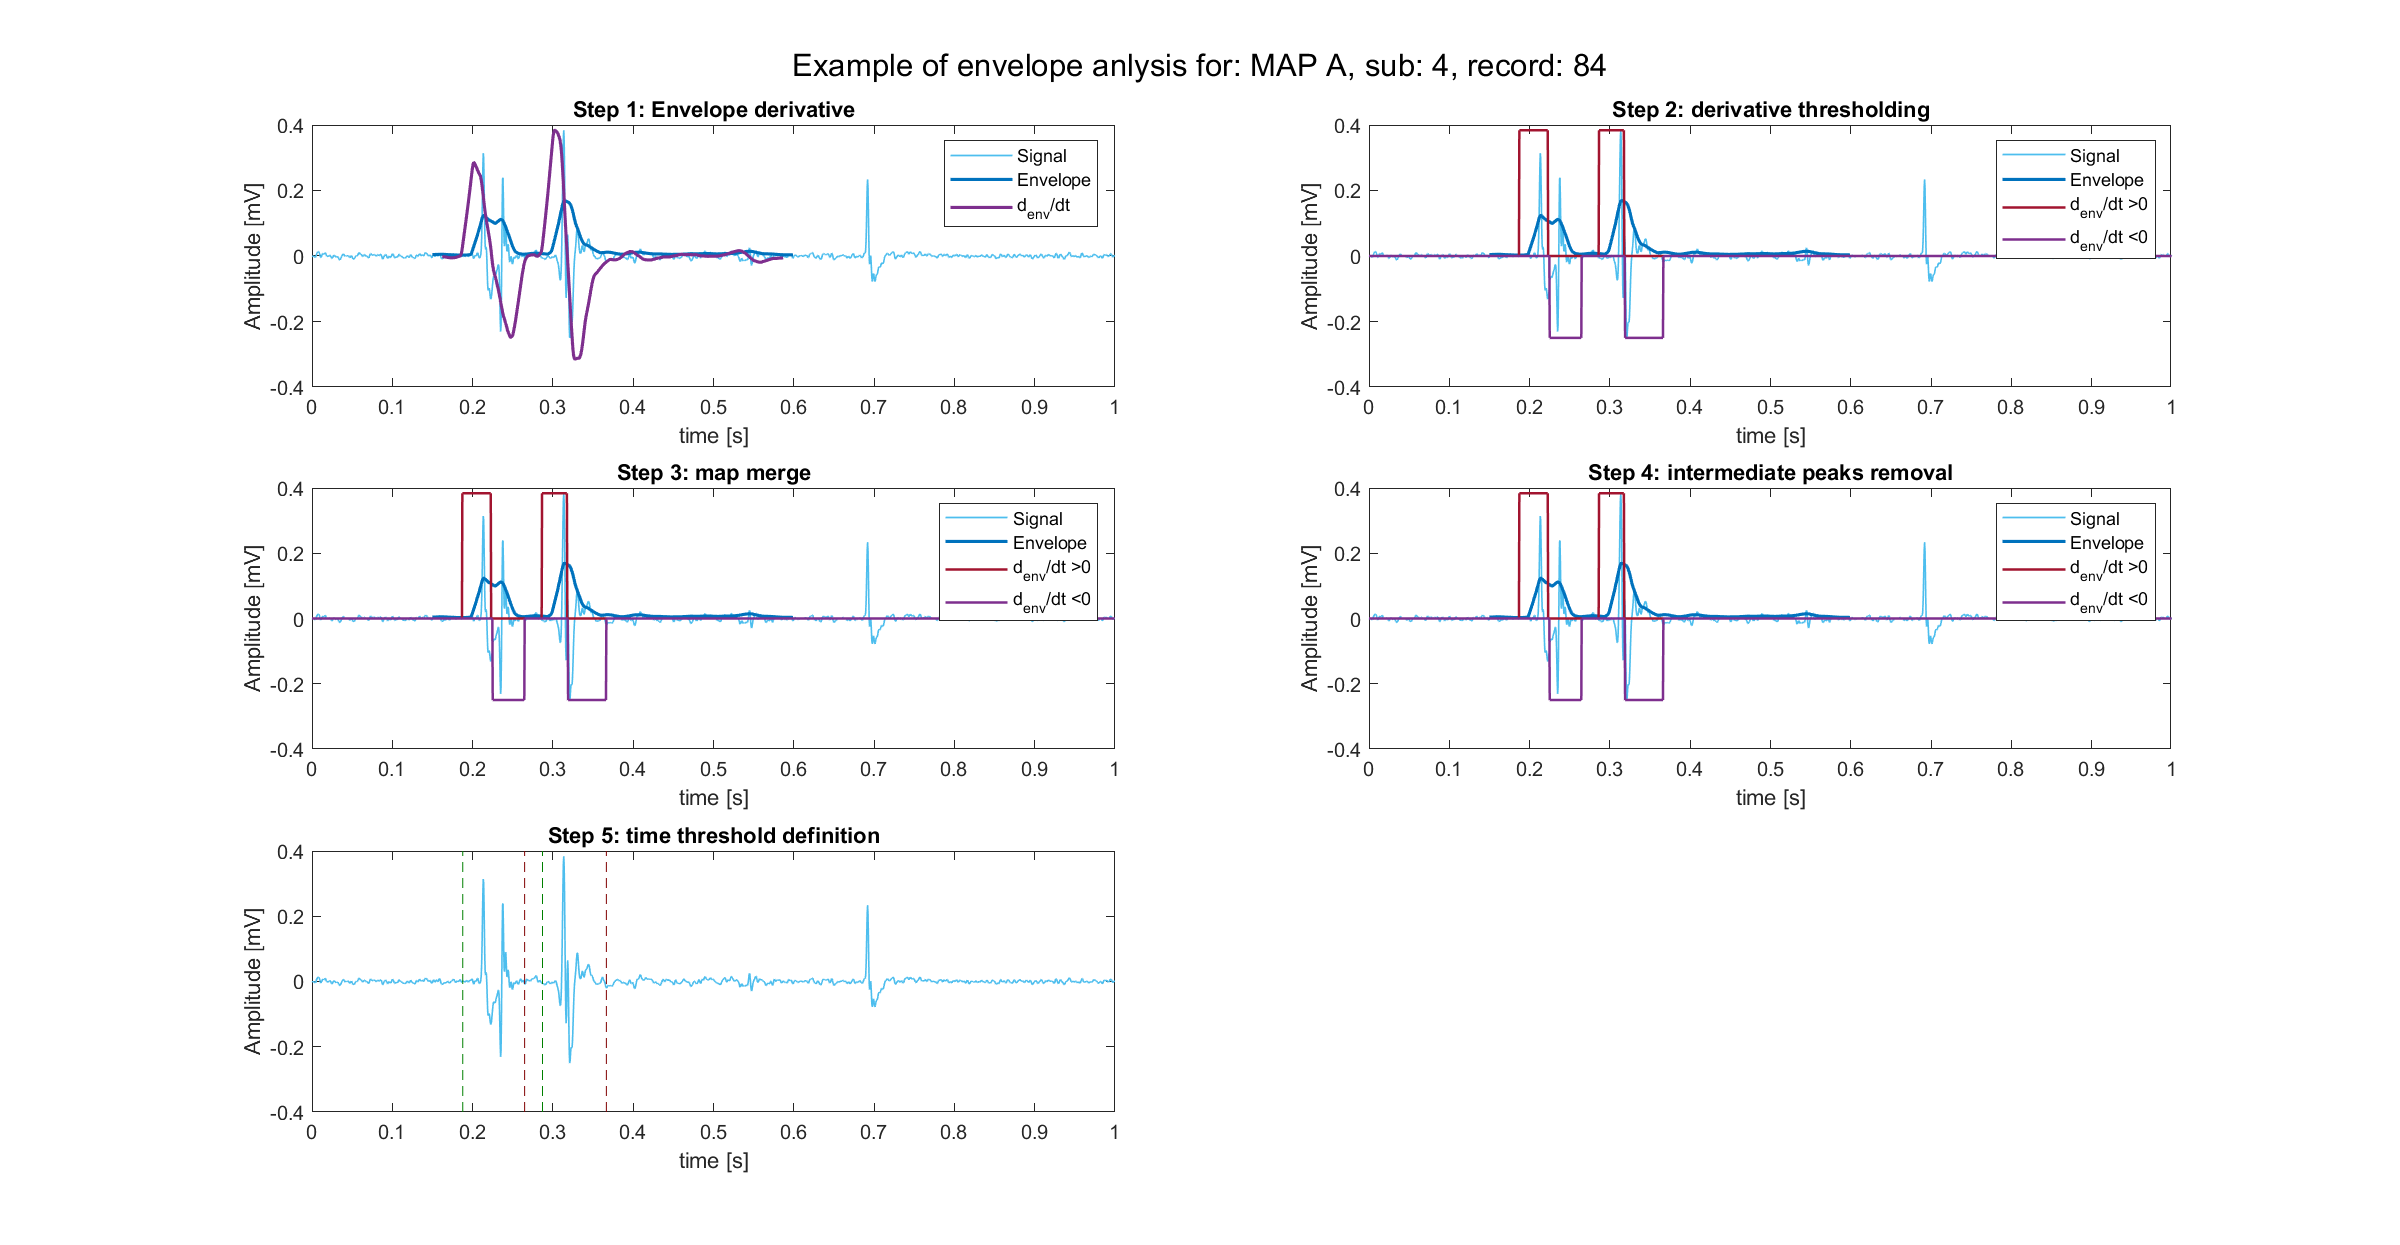 Example of envelope anlysis for: MAP A, sub: 4, record: 84
Step 1: Envelope derivative
0.4
0.2
0
-0.2
-0.4
Amplitude [mV]
Signal
Envelope
d_env/dt
0 0.1 0.2 0.3 0.4 0.5 0.6 0.7 0.8 0.9 1
time [s]
Step 2: derivative thresholding
0.4
0.2
0
-0.2
-0.4
Amplitude [mV]
Signal
Envelope
d_env/dt >0
d_env/dt <0
0 0.1 0.2 0.3 0.4 0.5 0.6 0.7 0.8 0.9 1
time [s]
Step 3: map merge
0.4
0.2
0
-0.2
-0.4
Amplitude [mV]
Signal
Envelope
d_env/dt >0
d_env/dt <0
0 0.1 0.2 0.3 0.4 0.5 0.6 0.7 0.8 0.9 1
time [s]
Step 4: intermediate peaks removal
0.4
0.2
0
-0.2
-0.4
Amplitude [mV]
Signal
Envelope
d_env/dt >0
d_env/dt <0
0 0.1 0.2 0.3 0.4 0.5 0.6 0.7 0.8 0.9 1
time [s]
Step 5: time threshold definition
0.4
0.2
0
-0.2
-0.4
Amplitude [mV]
0 0.1 0.2 0.3 0.4 0.5 0.6 0.7 0.8 0.9 1
time [s]